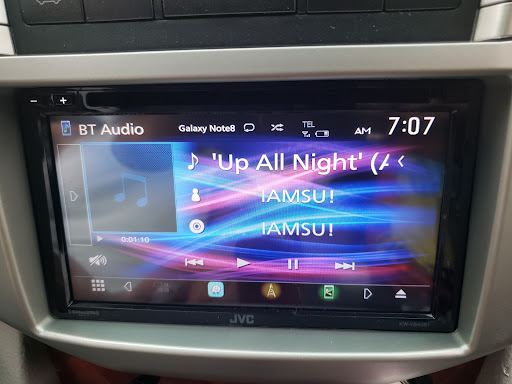 - +
BT Audio Galaxy Note8 TEL AM 7:07
'Up All Night' (A
IAMSU!
IAMSU!
0:01:10
JVC